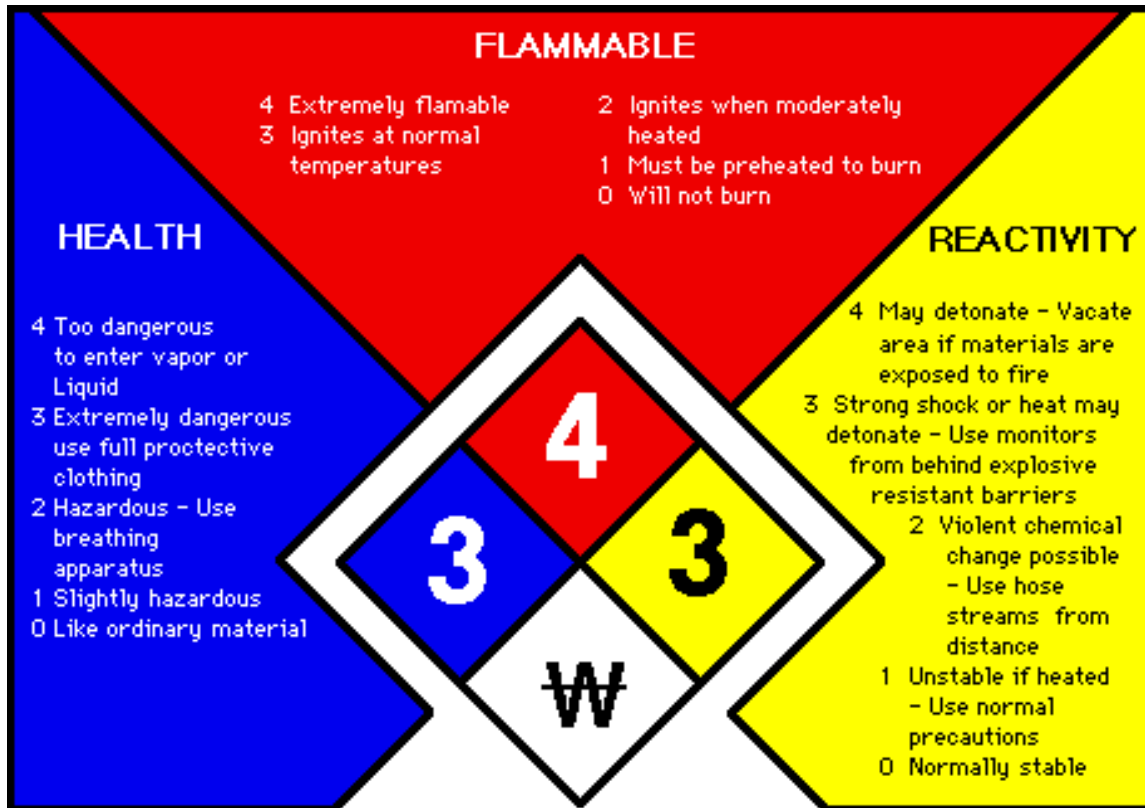 FLAMMABLE
4 Extremely flamable
3 Ignites at normal
temperatures
2 Ignites when moderately
heated
1 Must be preheated to burn
0 Will not burn
HEALTH
4 Too dangerous
to enter vapor or
Liquid
3 Extremely dangerous
use full proctective
clothing
2 Hazardous - Use
breathing
apparatus
1 Slightly hazardous
0 Like ordinary material
REACTIVITY
4 May detonate - Vacate
area if materials are
exposed to fire
3 Strong shock or heat may
detonate - Use monitors
from behind explosive
resistant barriers
2 Violent chemical
change possible
- Use hose
streams from
distance
1 Unstable if heated
- Use normal
precautions
0 Normally stable
4
3
3
W